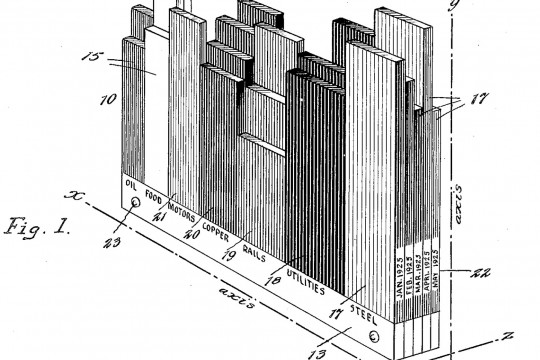 y
15
10
17
OIL
FOOD
MOTORS
COPPER
RAILS
UTILITIES
STEEL
JAN. 1925
FEB. 1925
MAR. 1925
APRIL 1925
MAY 1925
axis
x
Fig. 1.
23
21
20
19
18
17
22
axis
13
z